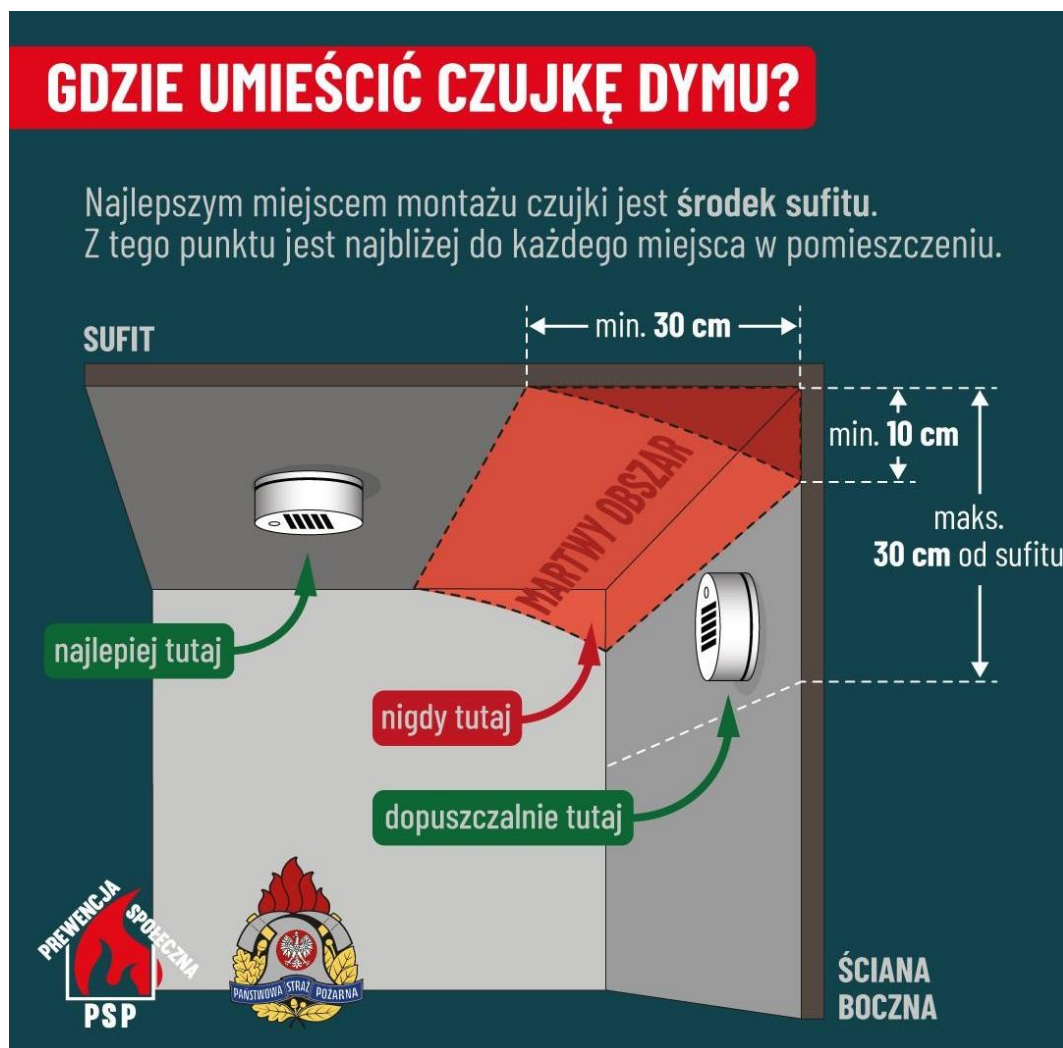 GDZIE UMIEŚCIĆ CZUJKĘ DYMU?
Najlepszym miejscem montażu czujki jest środek sufitu.
Z tego punktu jest najbliżej do każdego miejsca w pomieszczeniu.
SUFIT
min. 30 cm
min. 10 cm
maks.
30 cm od sufitu
MARTWY OBSZAR
najlepiej tutaj
nigdy tutaj
dopuszczalnie tutaj
PREWENCJA
SPOŁECZNA
PSP
PAŃSTWOWA STRAŻ POŻARNA
ŚCIANA
BOCZNA